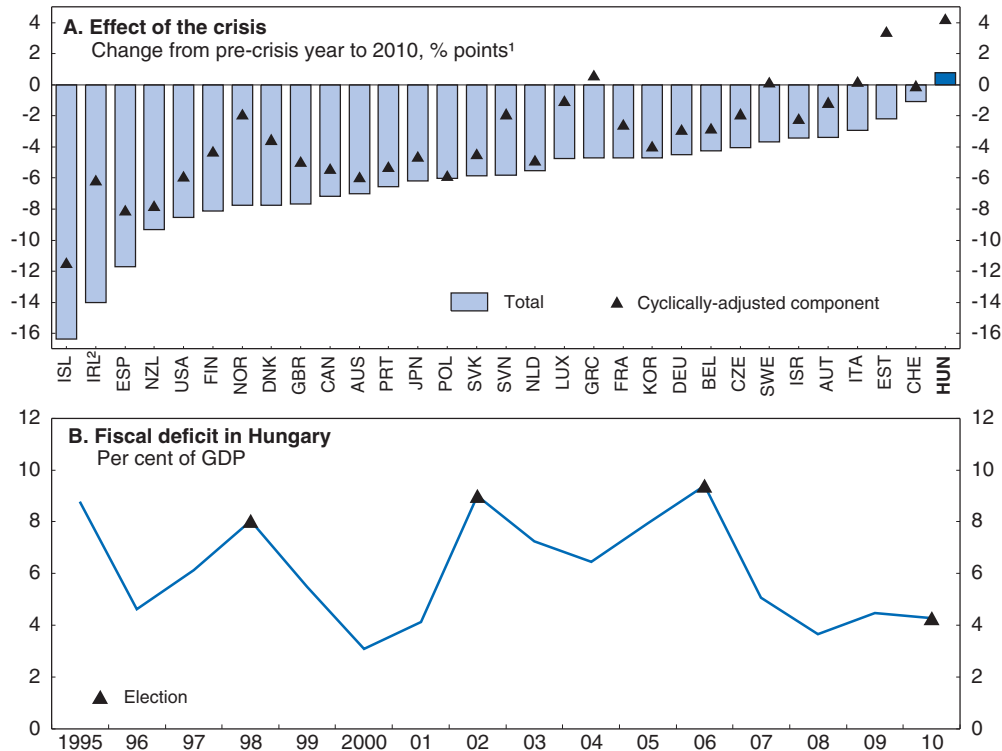 A. Effect of the crisis
Change from pre-crisis year to 2010, % points¹
4 4
2 2
0 0
-2 -2
-4 -4
-6 -6
-8 -8
-10 -10
-12 -12
-14 -14
-16 -16
Total Cyclically-adjusted component
ISL IRL² ESP NZL USA FIN NOR DNK GBR CAN AUS PRT JPN POL SVK SVN NLD LUX GRC FRA KOR DEU BEL CZE SWE ISR AUT ITA EST CHE HUN
B. Fiscal deficit in Hungary
Per cent of GDP
12 12
10 10
8 8
6 6
4 4
2 2
0 0
Election
1995 96 97 98 99 2000 01 02 03 04 05 06 07 08 09 10